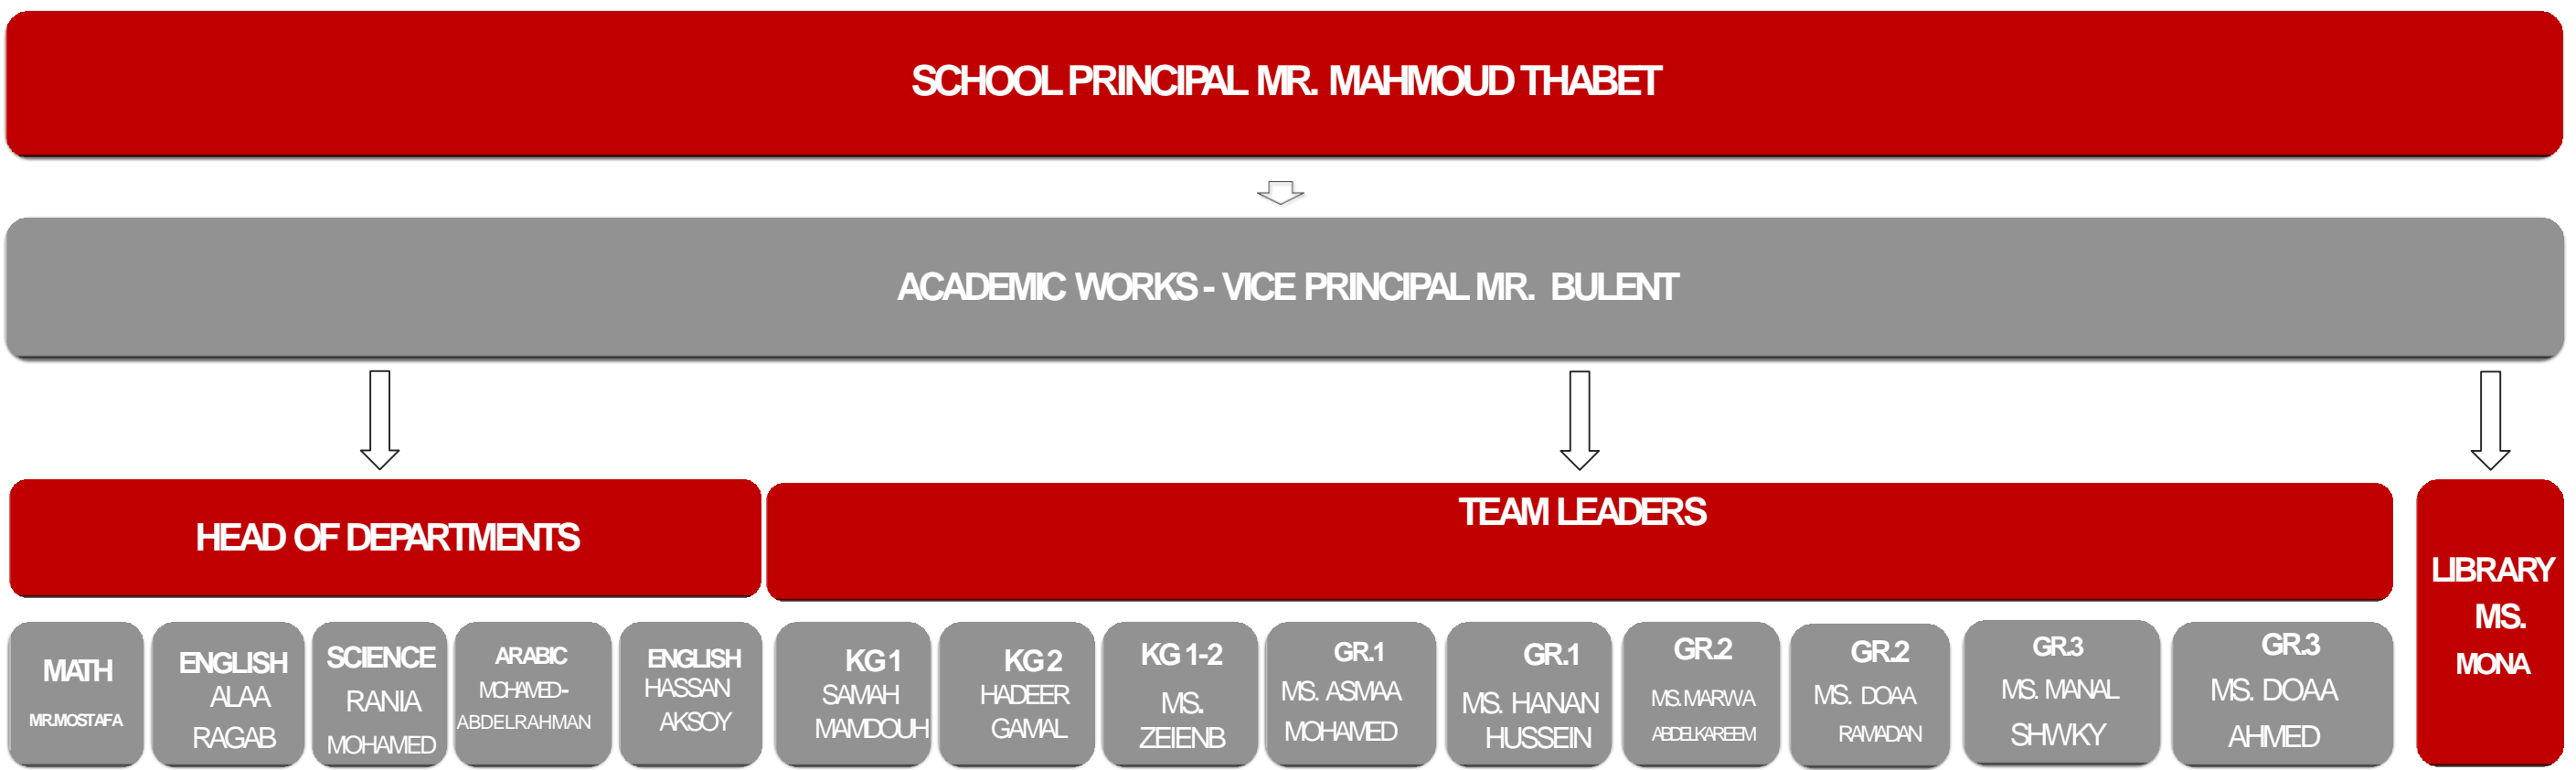 SCHOOL PRINCIPAL MR. MAHMOUD THABET
ACADEMIC WORKS - VICE PRINCIPAL MR. BULENT
HEAD OF DEPARTMENTS
TEAM LEADERS
LIBRARY
MS.
MONA
MATH
MR.MOSTAFA
ENGLISH
ALAA
RAGAB
SCIENCE
RANIA
MOHAMED
ARABIC
MOHAMED-
ABDELRAHMAN
ENGLISH
HASSAN
AKSOY
KG 1
SAMAH
MAMDOUH
KG 2
HADEER
GAMAL
KG 1-2
MS.
ZEIENB
GR.1
MS. ASMAA
MOHAMED
GR.1
MS. HANAN
HUSSEIN
GR.2
MS. MARWA
ABDELKAREEM
GR.2
MS. DOAA
RAMADAN
GR.3
MS. MANAL
SHWKY
GR.3
MS. DOAA
AHMED